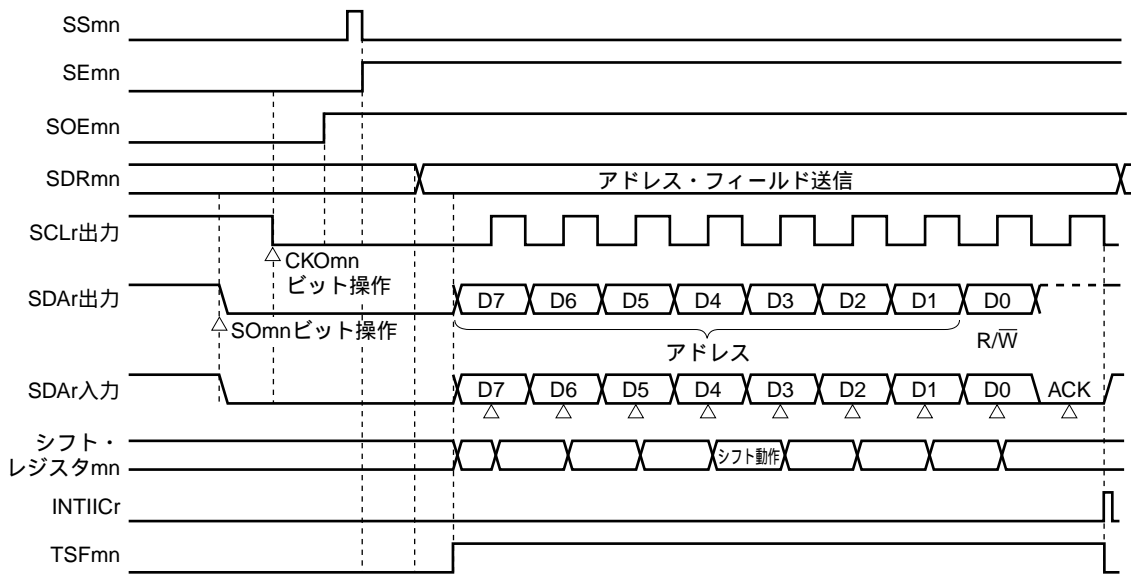 SSmn
SEmn
SOEmn
SDRmn
アドレス・フィールド送信
SCLr出力
CKOmn
ビット操作
SDAr出力
D7 D6 D5 D4 D3 D2 D1 D0
SOmnビット操作
アドレス
R/W̅
SDAr入力
D7 D6 D5 D4 D3 D2 D1 D0 ACK
シフト・
レジスタmn
シフト動作
INTIICr
TSFmn